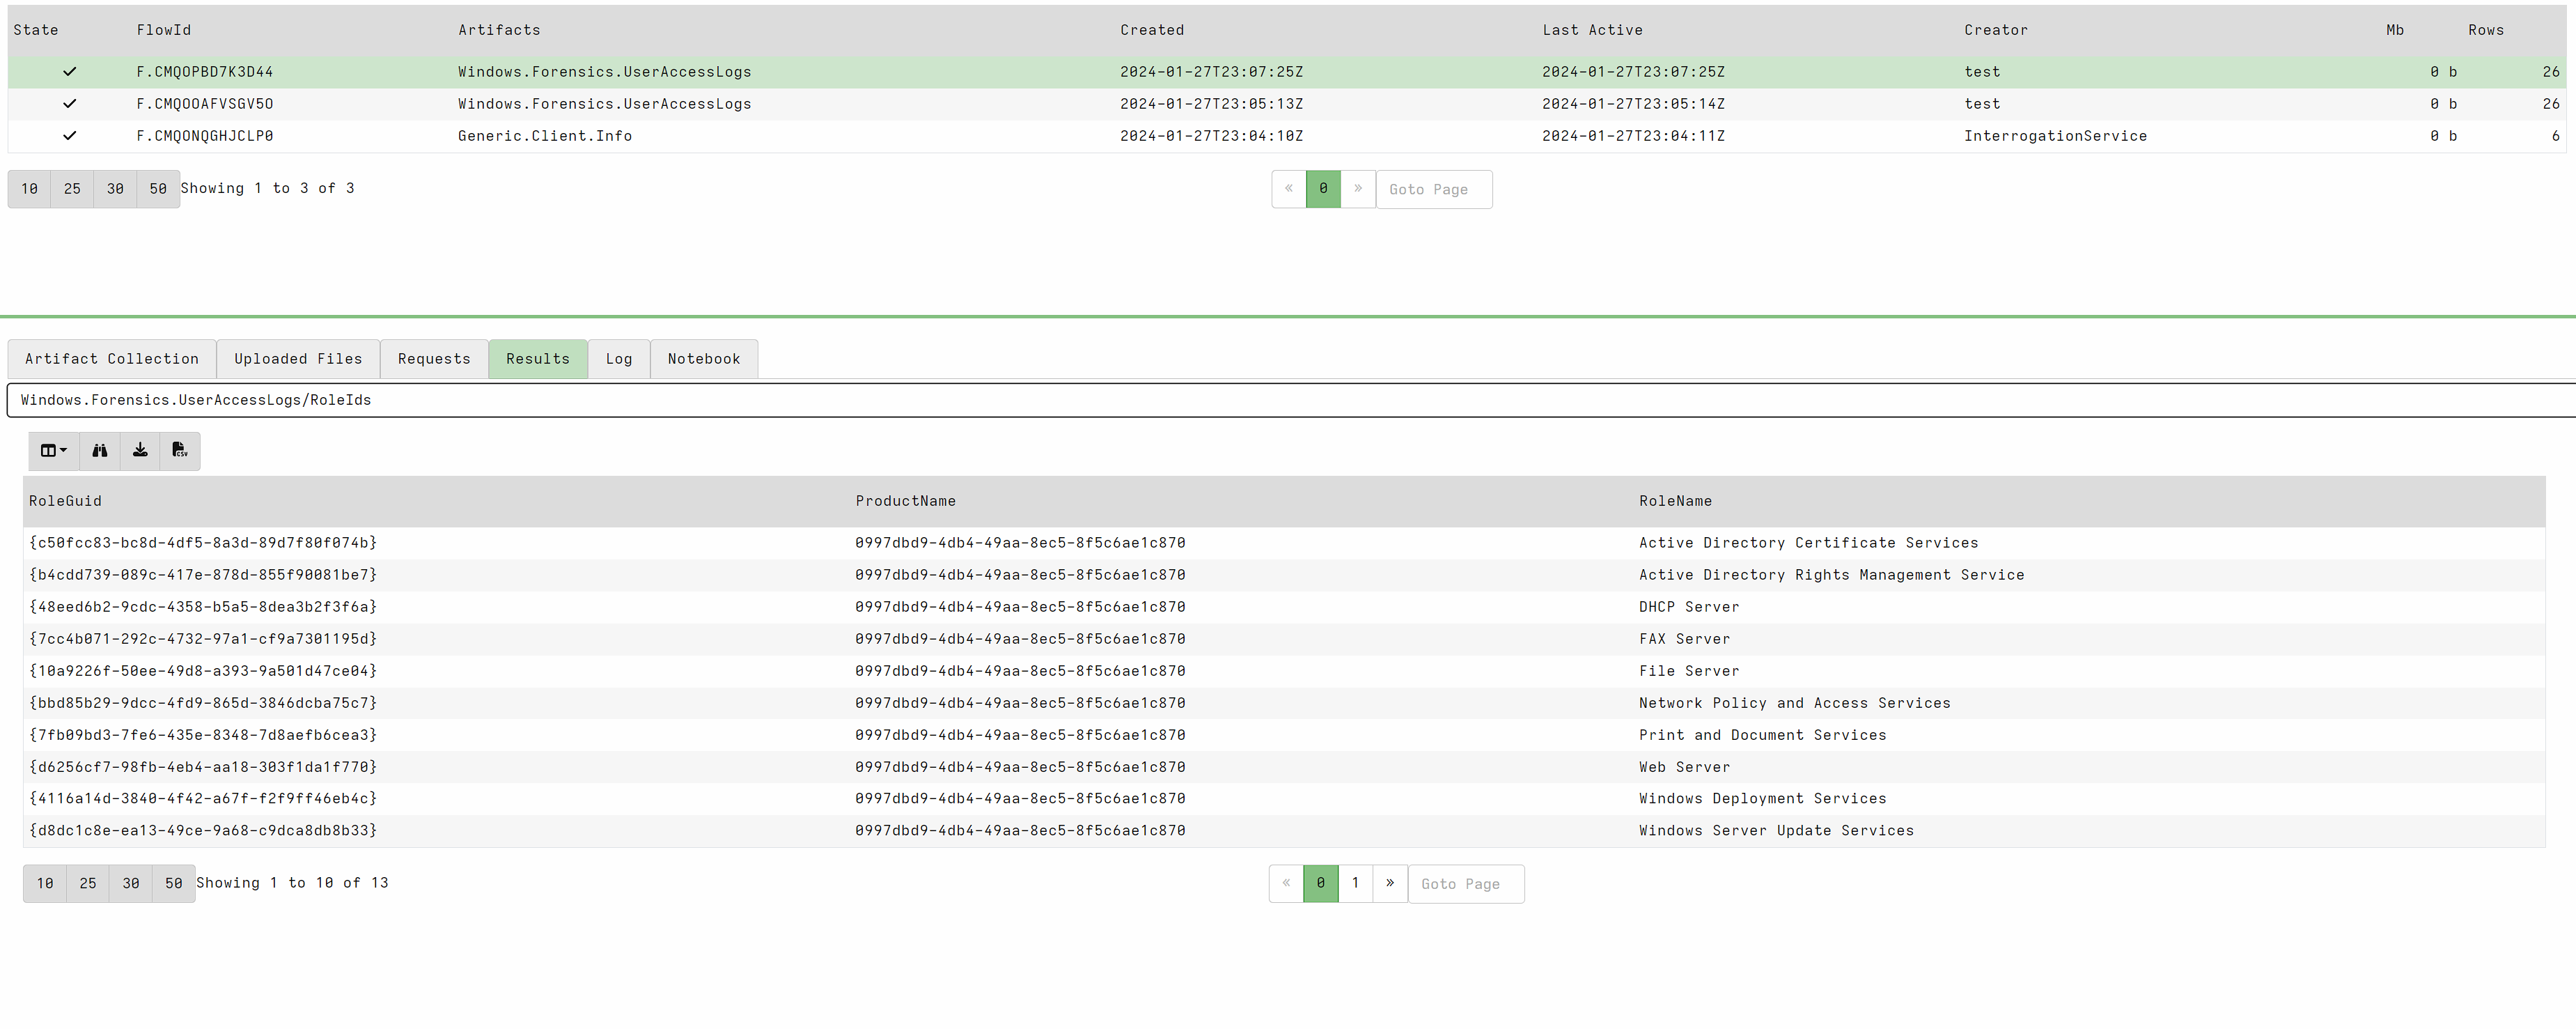 State FlowId Artifacts Created Last Active Creator Mb Rows
F.CMQOPBD7K3D44 Windows.Forensics.UserAccessLogs 2024-01-27T23:07:25Z 2024-01-27T23:07:25Z test 0 b 26
F.CMQOOAFVSGV5O Windows.Forensics.UserAccessLogs 2024-01-27T23:05:13Z 2024-01-27T23:05:14Z test 0 b 26
F.CMQONQGHJCLP0 Generic.Client.Info 2024-01-27T23:04:10Z 2024-01-27T23:04:11Z InterrogationService 0 b 6
10 25 30 50 Showing 1 to 3 of 3 « 0 » Goto Page
Artifact Collection Uploaded Files Requests Results Log Notebook
Windows.Forensics.UserAccessLogs/RoleIds
CSV
RoleGuid ProductName RoleName
{c50fcc83-bc8d-4df5-8a3d-89d7f80f074b} 0997dbd9-4db4-49aa-8ec5-8f5c6ae1c870 Active Directory Certificate Services
{b4cdd739-089c-417e-878d-855f90081be7} 0997dbd9-4db4-49aa-8ec5-8f5c6ae1c870 Active Directory Rights Management Service
{48eed6b2-9cdc-4358-b5a5-8dea3b2f3f6a} 0997dbd9-4db4-49aa-8ec5-8f5c6ae1c870 DHCP Server
{7cc4b071-292c-4732-97a1-cf9a7301195d} 0997dbd9-4db4-49aa-8ec5-8f5c6ae1c870 FAX Server
{10a9226f-50ee-49d8-a393-9a501d47ce04} 0997dbd9-4db4-49aa-8ec5-8f5c6ae1c870 File Server
{bbd85b29-9dcc-4fd9-865d-3846dcba75c7} 0997dbd9-4db4-49aa-8ec5-8f5c6ae1c870 Network Policy and Access Services
{7fb09bd3-7fe6-435e-8348-7d8aefb6cea3} 0997dbd9-4db4-49aa-8ec5-8f5c6ae1c870 Print and Document Services
{d6256cf7-98fb-4eb4-aa18-303f1da1f770} 0997dbd9-4db4-49aa-8ec5-8f5c6ae1c870 Web Server
{4116a14d-3840-4f42-a67f-f2f9ff46eb4c} 0997dbd9-4db4-49aa-8ec5-8f5c6ae1c870 Windows Deployment Services
{d8dc1c8e-ea13-49ce-9a68-c9dca8db8b33} 0997dbd9-4db4-49aa-8ec5-8f5c6ae1c870 Windows Server Update Services
10 25 30 50 Showing 1 to 10 of 13 « 0 1 » Goto Page